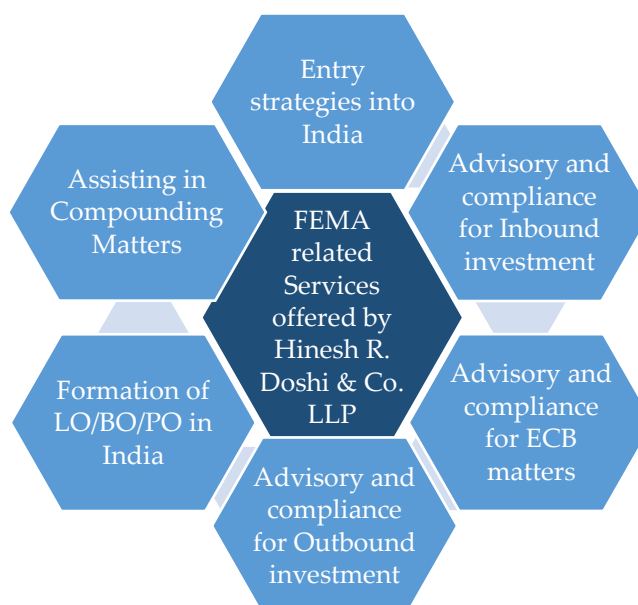 Entry
strategies into
India
Advisory and
compliance
for Inbound
investment
Advisory and
compliance
for ECB
matters
Advisory and
compliance
for Outbound
investment
Formation of
LO/BO/PO in
India
Assisting in
Compounding
Matters
FEMA
related
Services
offered by
Hinesh R.
Doshi & Co.
LLP